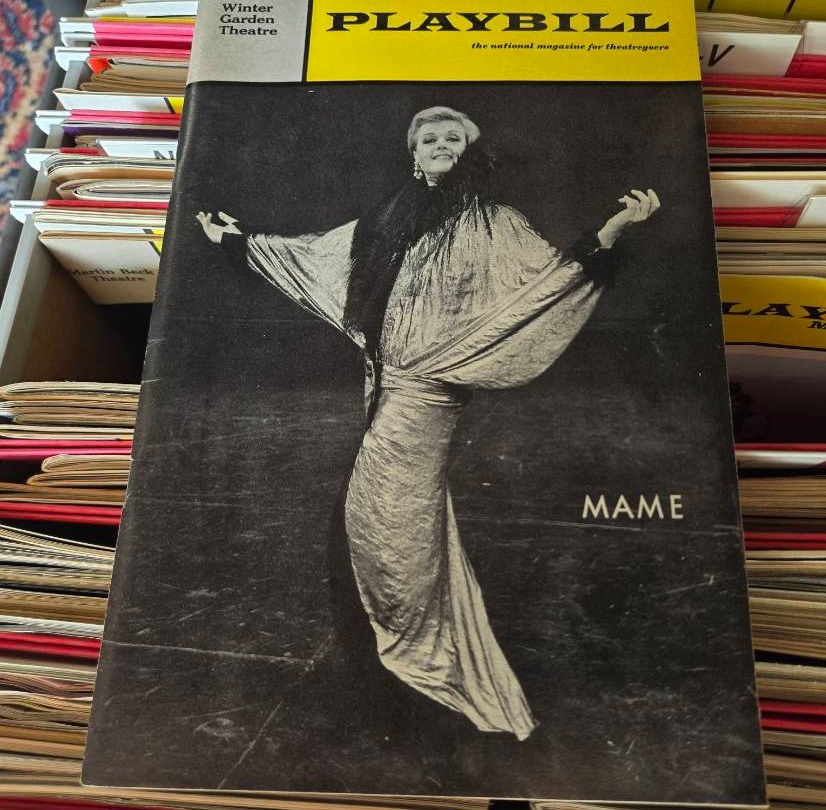 Winter
Garden
Theatre
PLAYBILL
the national magazine for theatregoers
MAME
Martin Beck
Theatre